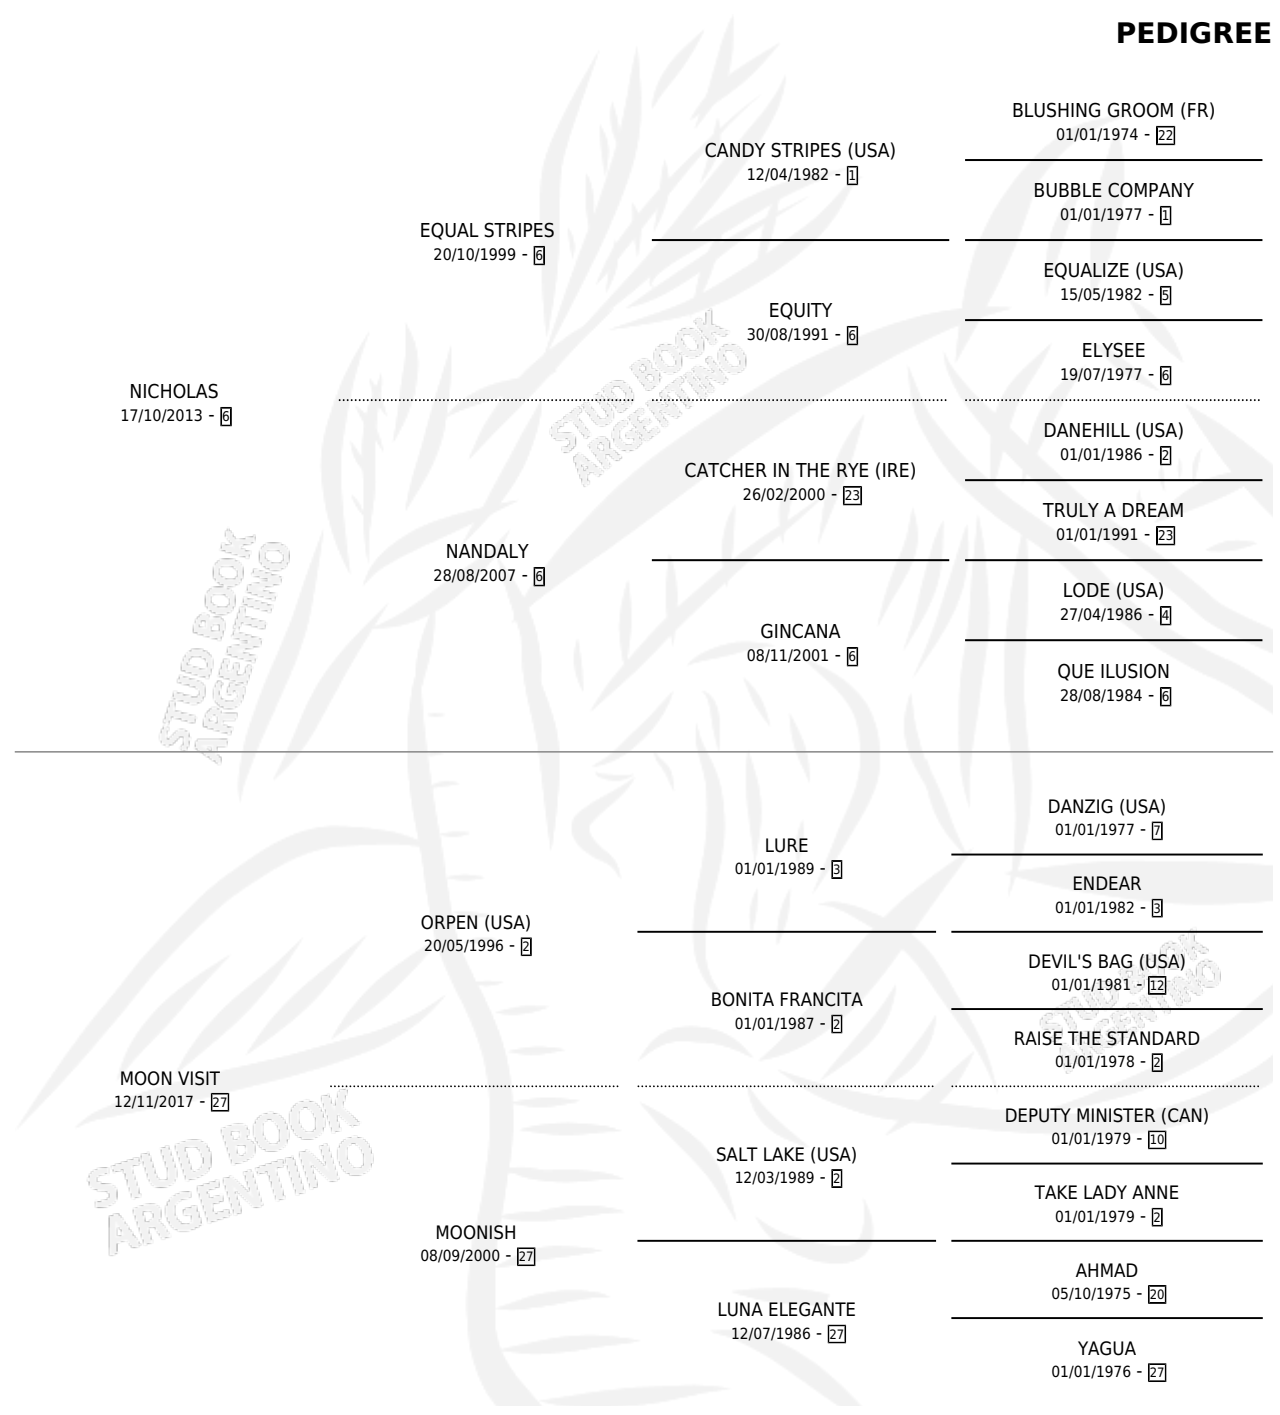 PEDIGREE
BLUSHING GROOM (FR)
01/01/1974 - 22
CANDY STRIPES (USA)
12/04/1982 - 1
BUBBLE COMPANY
01/01/1977 - 1
EQUAL STRIPES
20/10/1999 - 6
EQUALIZE (USA)
15/05/1982 - 5
EQUITY
30/08/1991 - 6
ELYSEE
19/07/1977 - 6
NICHOLAS
17/10/2013 - 6
DANEHILL (USA)
01/01/1986 - 2
CATCHER IN THE RYE (IRE)
26/02/2000 - 23
TRULY A DREAM
01/01/1991 - 23
NANDALY
28/08/2007 - 6
LODE (USA)
27/04/1986 - 4
GINCANA
08/11/2001 - 6
QUE ILUSION
28/08/1984 - 6
STUD BOOK
ARGENTINO
STUD BOOK
ARGENTINO
DANZIG (USA)
01/01/1977 - 7
LURE
01/01/1989 - 3
ENDEAR
01/01/1982 - 3
ORPEN (USA)
20/05/1996 - 2
DEVIL'S BAG (USA)
01/01/1981 - 12
BONITA FRANCITA
01/01/1987 - 2
RAISE THE STANDARD
01/01/1978 - 2
MOON VISIT
12/11/2017 - 27
DEPUTY MINISTER (CAN)
01/01/1979 - 10
SALT LAKE (USA)
12/03/1989 - 2
TAKE LADY ANNE
01/01/1979 - 2
MOONISH
08/09/2000 - 27
AHMAD
05/10/1975 - 20
LUNA ELEGANTE
12/07/1986 - 27
YAGUA
01/01/1976 - 27
STUD BOOK
ARGENTINO
STUD BOOK
ARGENTINO